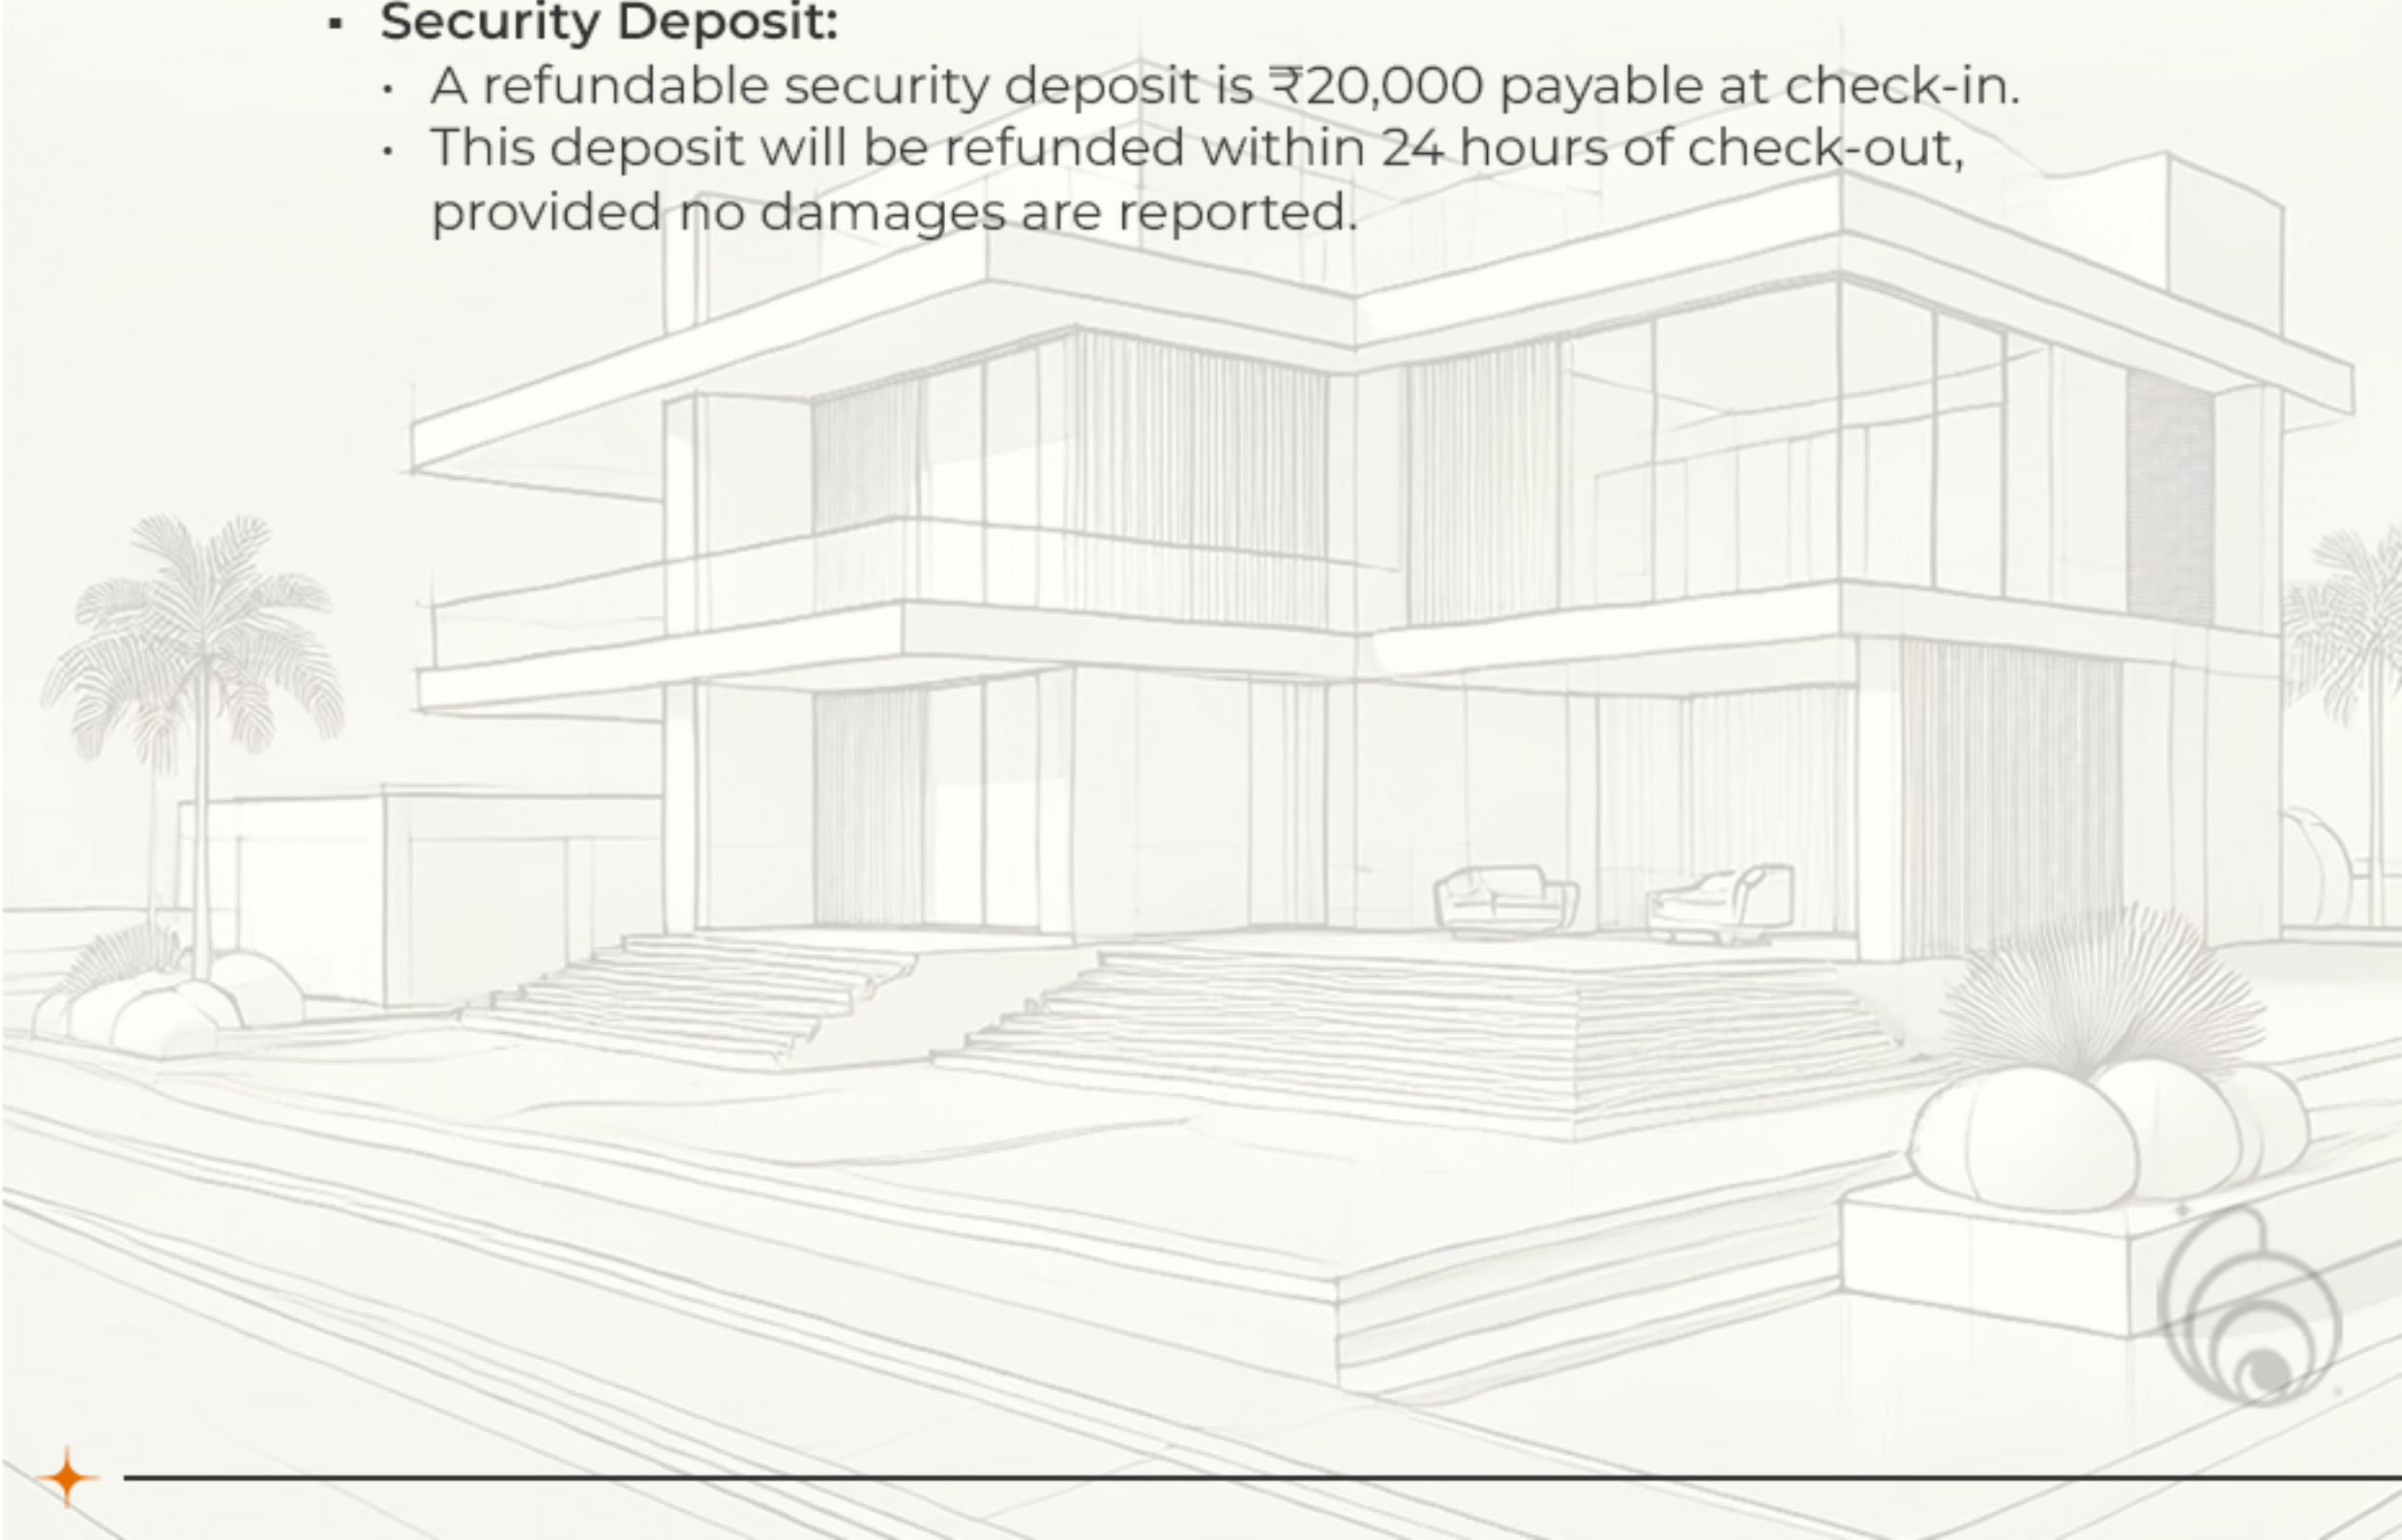 ▪ Security Deposit:
• A refundable security deposit is ₹20,000 payable at check-in.
• This deposit will be refunded within 24 hours of check-out,
provided no damages are reported.